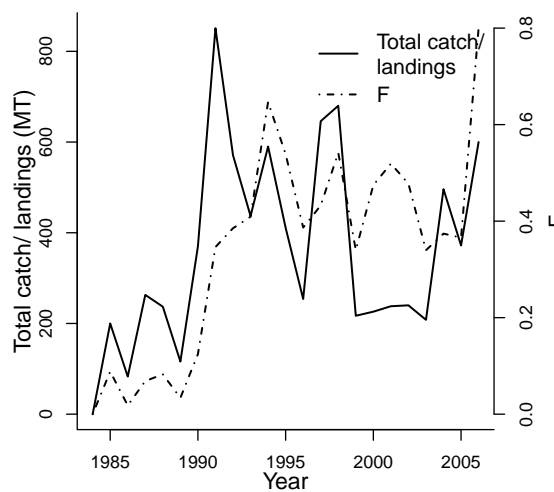 Total catch/
landings
F
Total catch/ landings (MT)
0
200
400
600
800
F
0.0
0.2
0.4
0.6
0.8
1985 1990 1995 2000 2005
Year